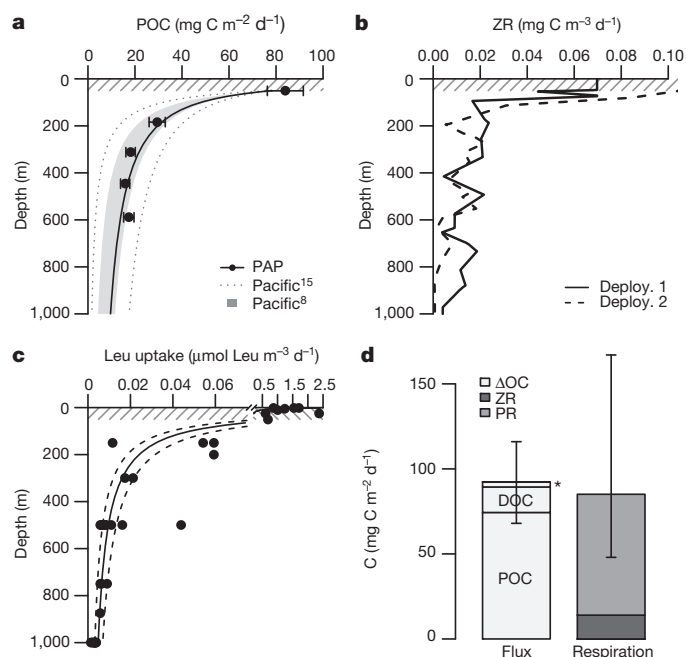 a
POC (mg C m⁻² d⁻¹)
0 20 40 60 80 100
0
200
400
600
800
1,000
Depth (m)
PAP
Pacific¹⁵
Pacific⁸
b
ZR (mg C m⁻³ d⁻¹)
0.00 0.02 0.04 0.06 0.08 0.10
0
200
400
600
800
1,000
Depth (m)
Deploy. 1
Deploy. 2
c
Leu uptake (μmol Leu m⁻³ d⁻¹)
0 0.02 0.04 0.06 0.5 1.5 2.5
0
200
400
600
800
1,000
Depth (m)
d
150
100
50
0
C (mg C m⁻² d⁻¹)
ΔOC
ZR
PR
*
DOC
POC
Flux Respiration